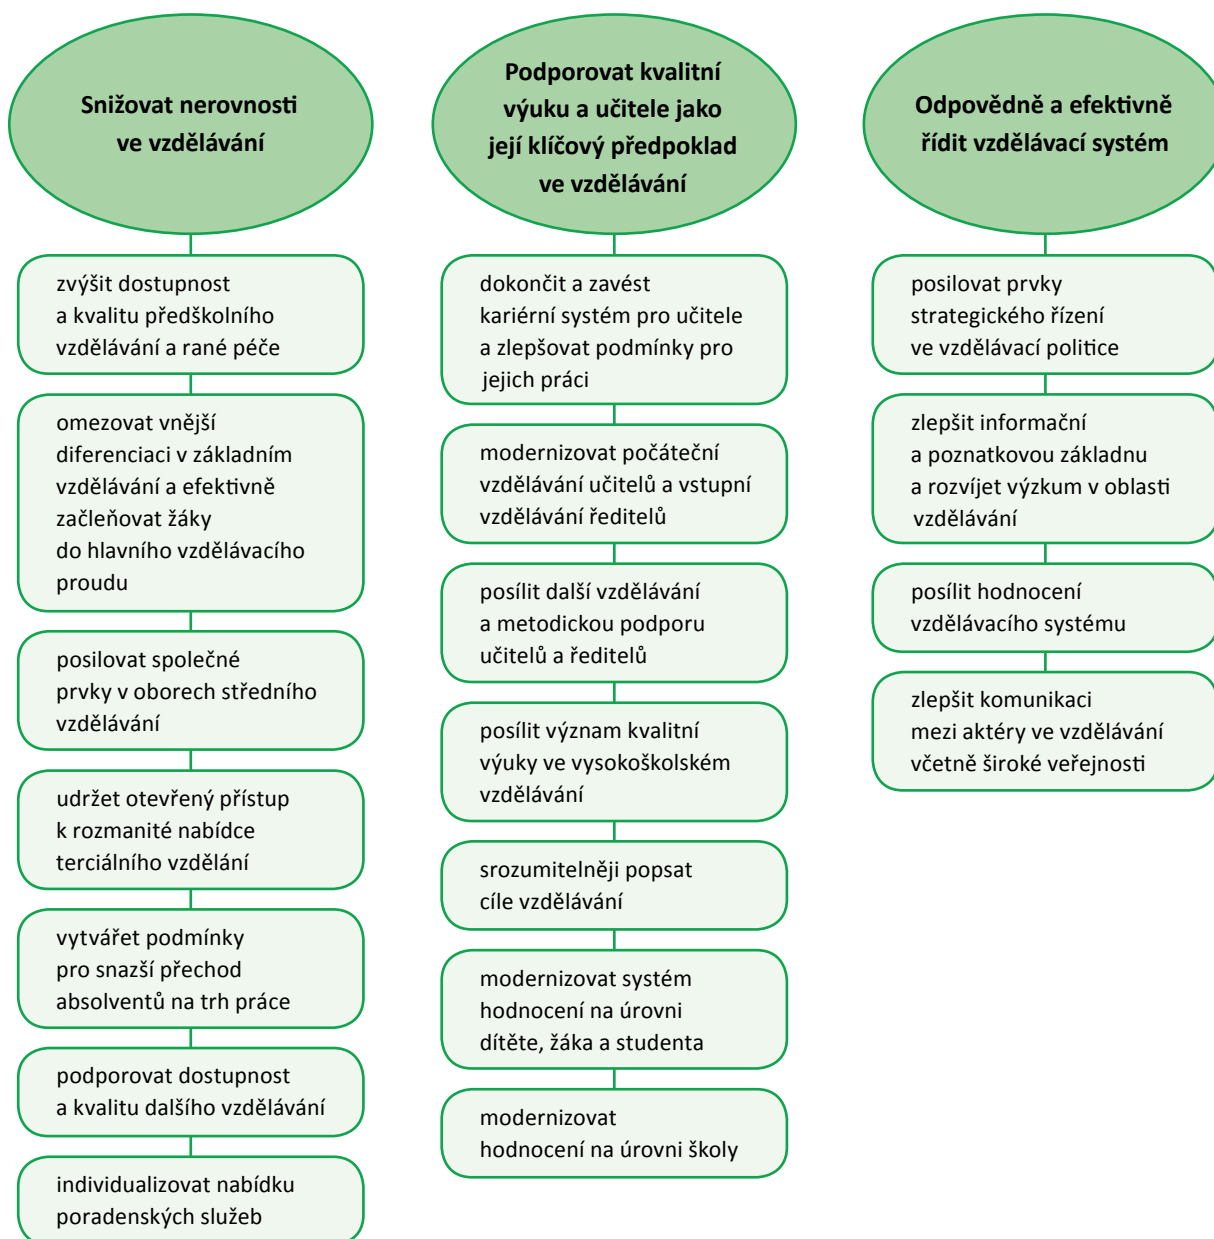 Snižovat nerovnosti
ve vzdělávání
zvýšit dostupnost
a kvalitu předškolního
vzdělávání a rané péče
omezovat vnější
diferenciaci v základním
vzdělávání a efektivně
začleňovat žáky
do hlavního vzdělávacího
proudu
posilovat společné
prvky v oborech středního
vzdělávání
udržet otevřený přístup
k rozmanité nabídce
terciálního vzdělání
vytvářet podmínky
pro snazší přechod
absolventů na trh práce
podporovat dostupnost
a kvalitu dalšího vzdělávání
individualizovat nabídku
poradenských služeb
Podporovat kvalitní
výuku a učitele jako
její klíčový předpoklad
ve vzdělávání
dokončit a zavést
kariérní systém pro učitele
a zlepšovat podmínky pro
jejich práci
modernizovat počáteční
vzdělávání učitelů a vstupní
vzdělávání ředitelů
posílit další vzdělávání
a metodickou podporu
učitelů a ředitelů
posílit význam kvalitní
výuky ve vysokoškolském
vzdělávání
srozumitelněji popsat
cíle vzdělávání
modernizovat systém
hodnocení na úrovni
dítěte, žáka a studenta
modernizovat
hodnocení na úrovni školy
Odpovědně a efektivně
řídit vzdělávací systém
posilovat prvky
strategického řízení
ve vzdělávací politice
zlepšit informační
a poznatkovou základnu
a rozvíjet výzkum v oblasti
vzdělávání
posílit hodnocení
vzdělávacího systému
zlepšit komunikaci
mezi aktéry ve vzdělávání
včetně široké veřejnosti